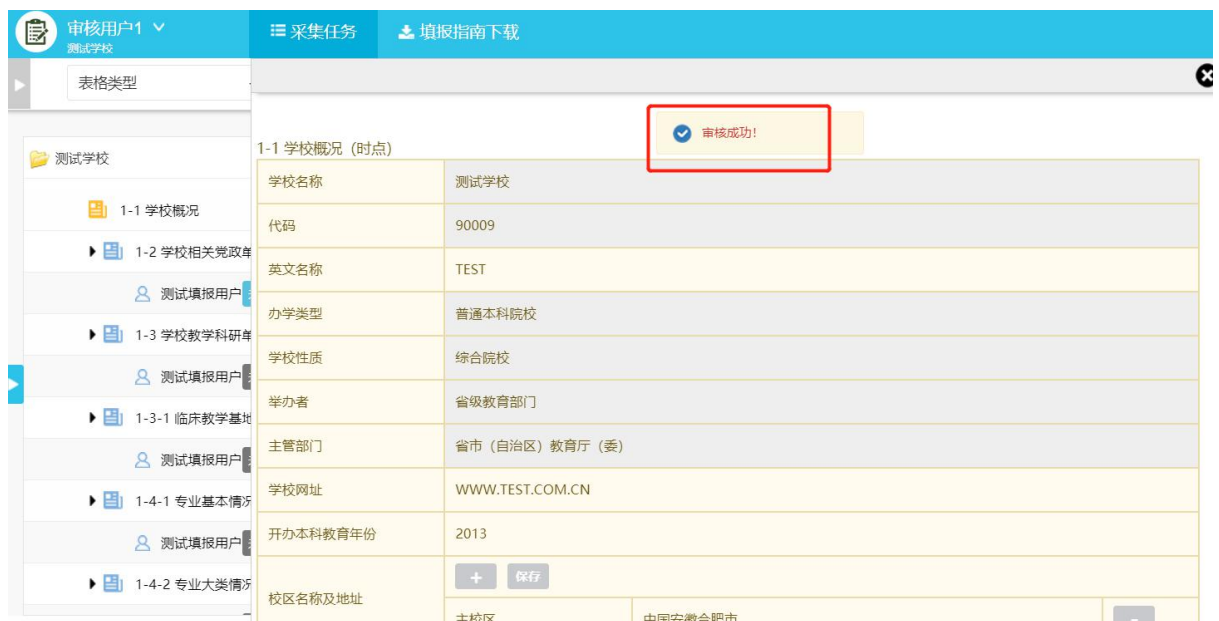 审核用户1
测试学校
采集任务
填报指南下载
表格类型
测试学校
1-1 学校概况
1-2 学校相关党政单
测试填报用户
1-3 学校教学科研单
测试填报用户
1-3-1 临床教学基地
测试填报用户
1-4-1 专业基本情况
测试填报用户
1-4-2 专业大类情况
审核成功!
1-1 学校概况 (时点)
学校名称 测试学校
代码 90009
英文名称 TEST
办学类型 普通本科院校
学校性质 综合院校
举办者 省级教育部门
主管部门 省市（自治区）教育厅（委）
学校网址 WWW.TEST.COM.CN
开办本科教育年份 2013
校区名称及地址
+ 保存
主校区 中国安徽合肥市